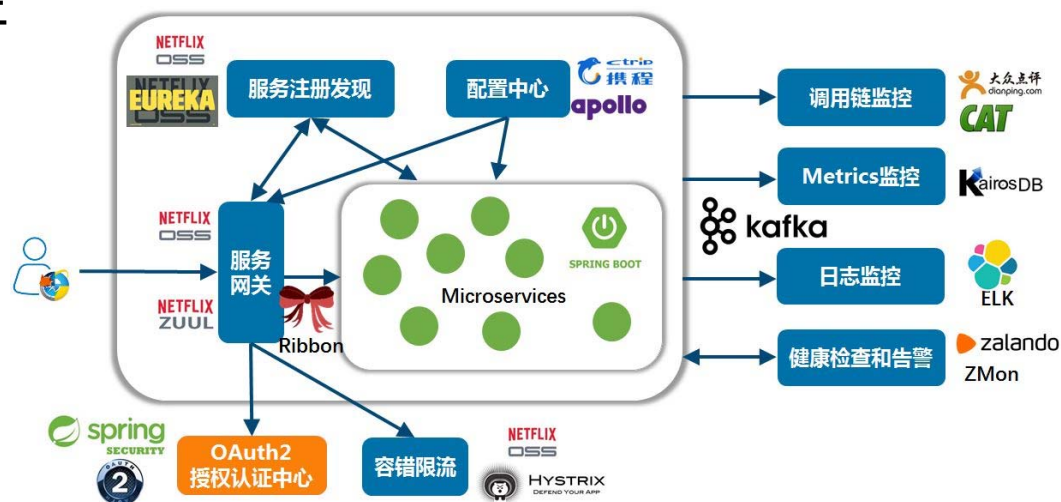 NETFLIX
OSS
NETFLIX
EUREKA
OSS
服务注册发现
配置中心
ctrip
携程
apollo
调用链监控
大众点评
dianping.com
CAT
Metrics监控
KairosDB
kafka
NETFLIX
OSS
服务
网关
NETFLIX
ZUUL
Ribbon
SPRING BOOT
Microservices
日志监控
ELK
健康检查和告警
zalando
ZMon
spring
SECURITY
OAUTH
2
OAuth2
授权认证中心
容错限流
NETFLIX
OSS
HYSTRIX
DEFEND YOUR APP